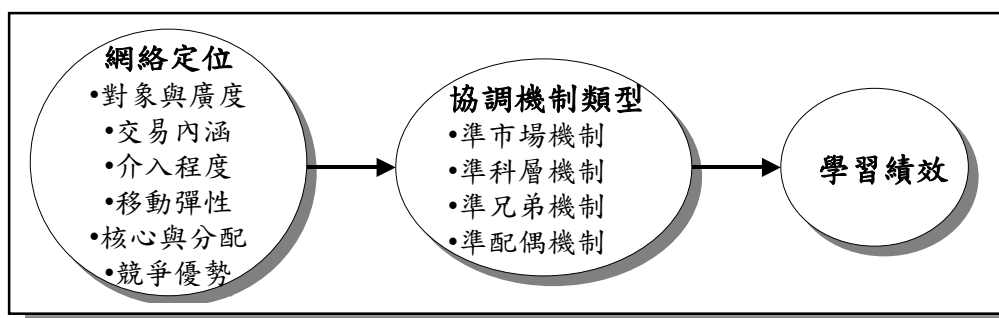 網絡定位
•對象與廣度
•交易內涵
•介入程度
•移動彈性
•核心與分配
•競爭優勢
協調機制類型
•準市場機制
•準科層機制
•準兄弟機制
•準配偶機制
學習績效